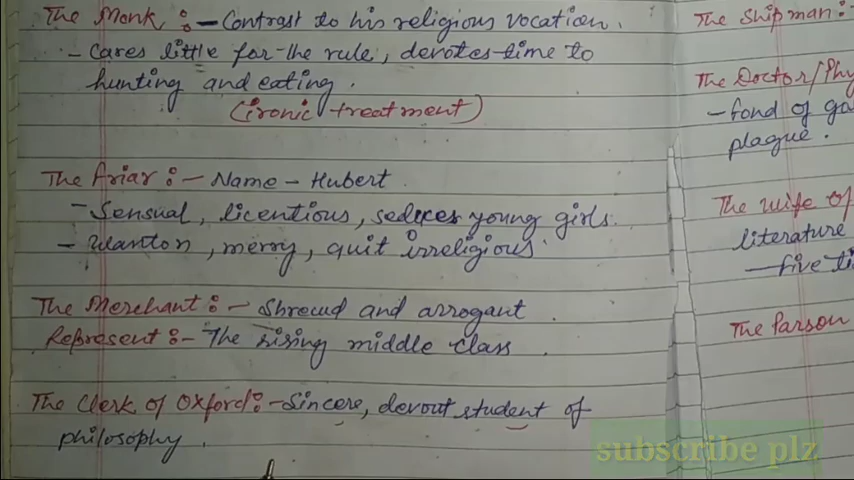 The Monk :- Contrast to his religious vocation.
- Cares little for the rule, devotes time to
hunting and eating.
(ironic treatment)
The Friar :- Name - Hubert
- Sensual, licentious, seduces young girls.
- Wanton, merry, quit irreligious.
The Merchant :- Shrewd and arrogant.
Represent :- The rising middle class.
The Clerk of Oxford :- Sincere, devout student of
philosophy.
The Shipman :-
The Doctor/Phy
- fond of go
plague.
The Wife of
literature
- five ti
The Parson
subscribe plz